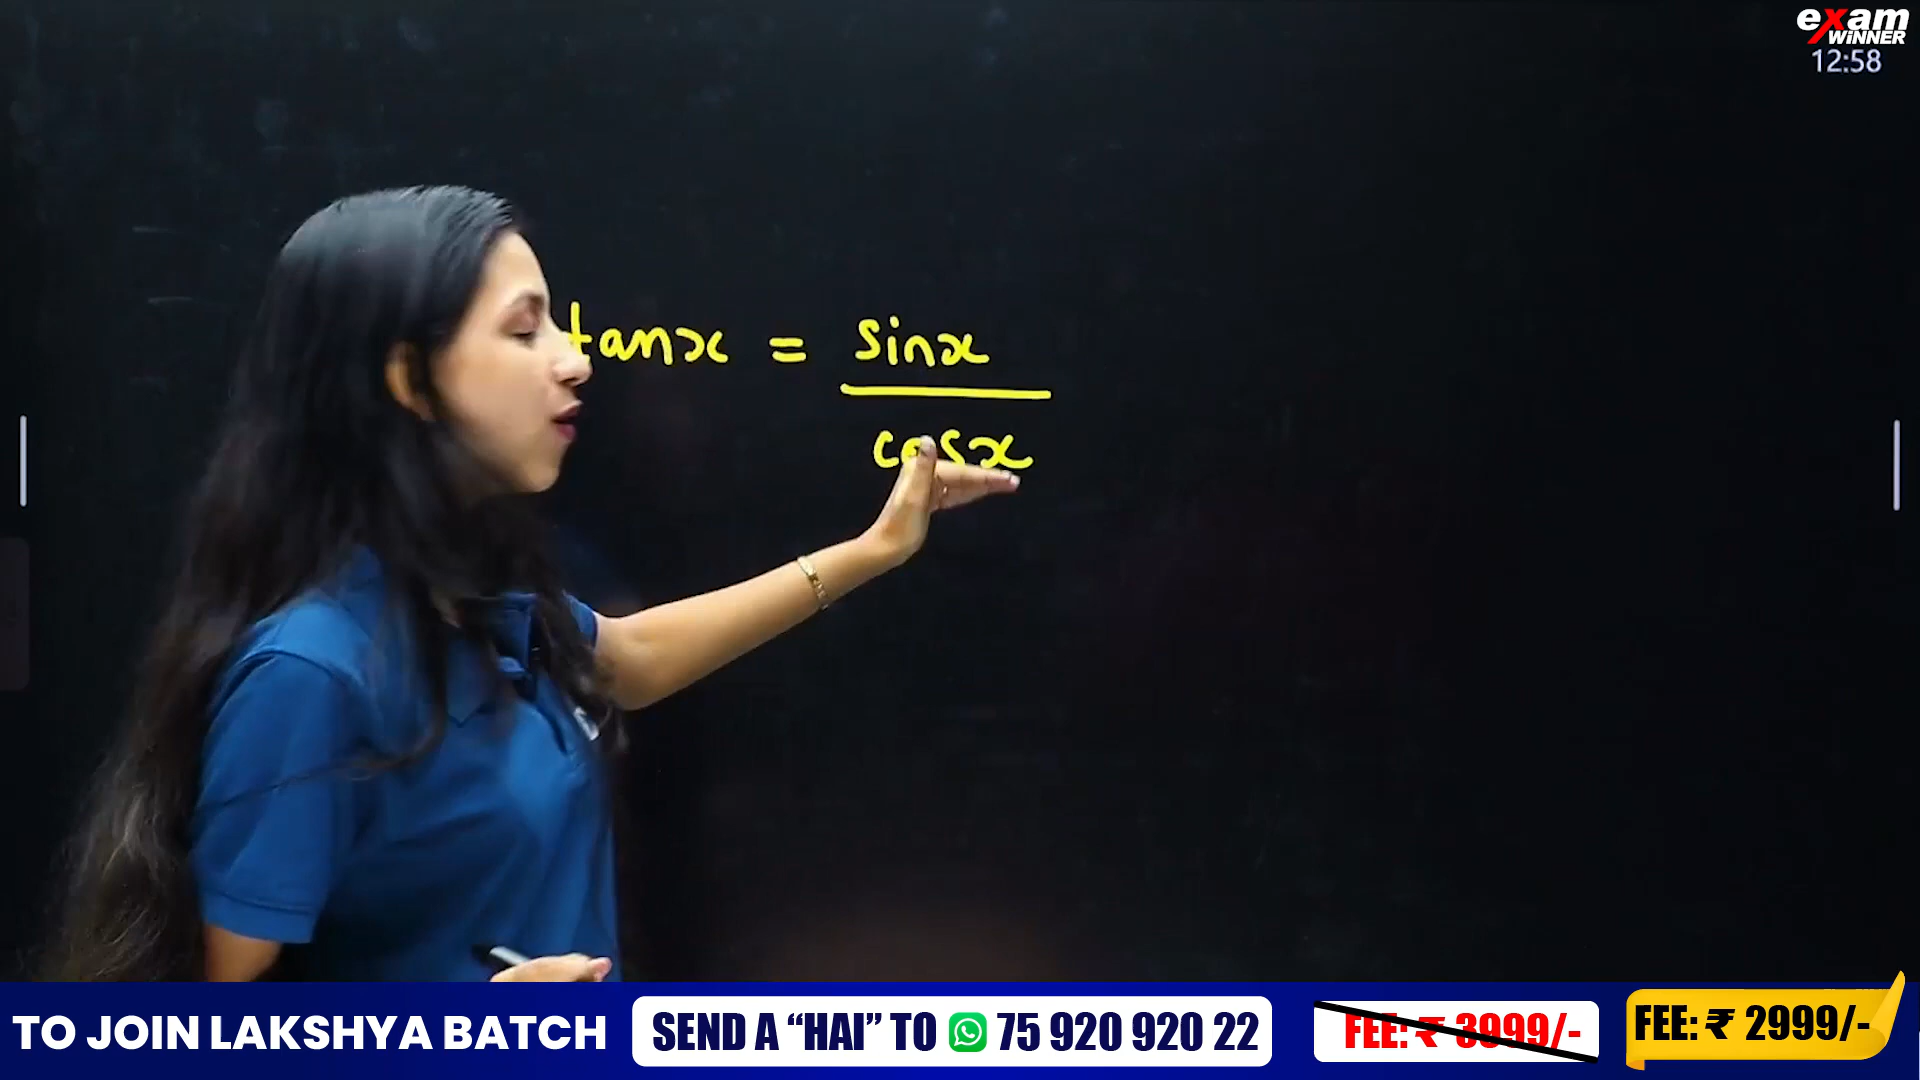 exam
WINNER
12:58
tanx = sinx
cosx
TO JOIN LAKSHYA BATCH
SEND A “HAI” TO 75 920 920 22
FEE: ₹ 3999/-
FEE: ₹ 2999/-